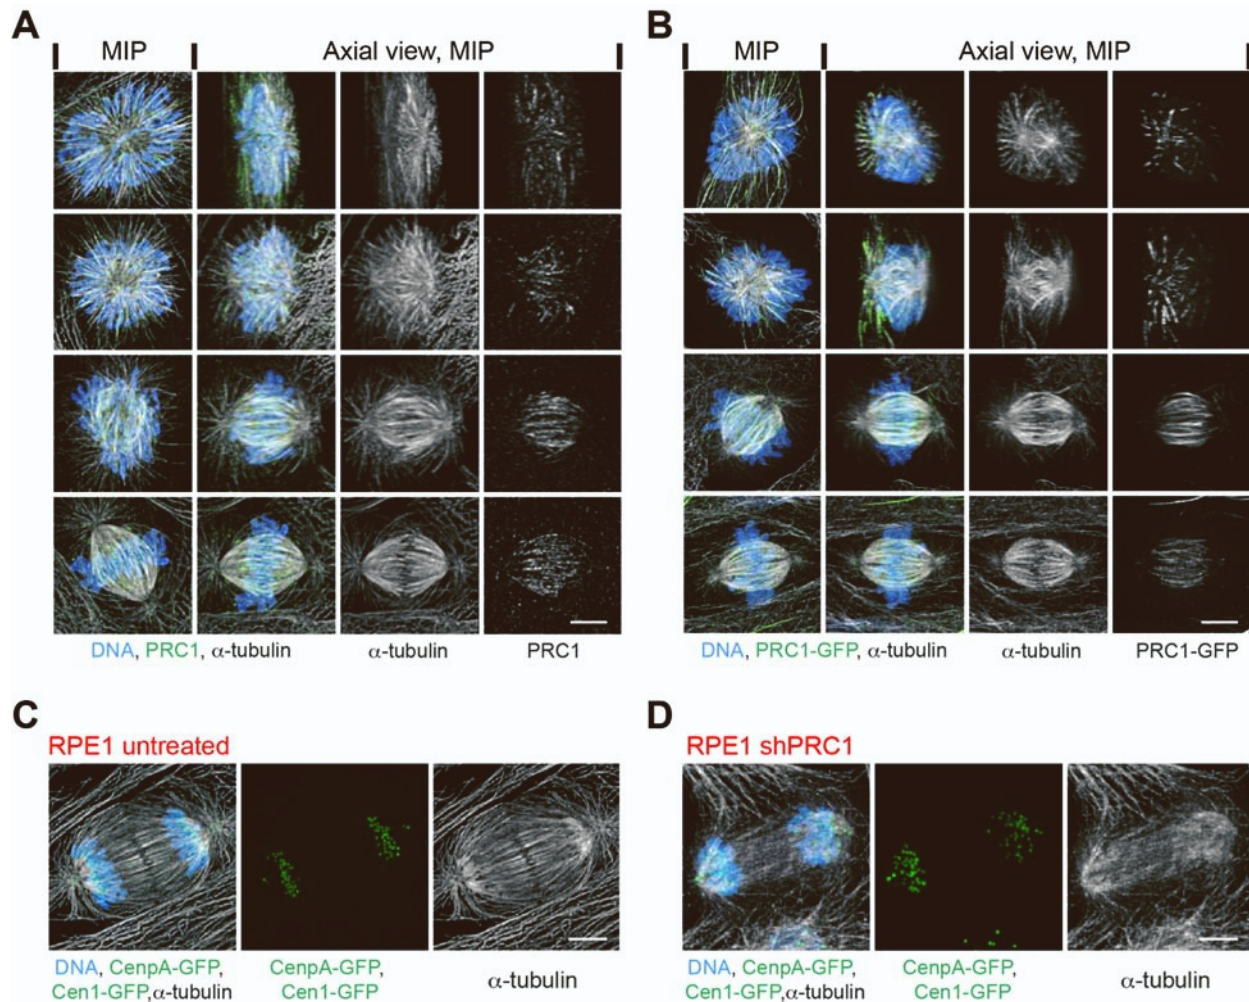 A
MIP
Axial view, MIP
DNA, PRC1, α-tubulin
α-tubulin
PRC1
B
MIP
Axial view, MIP
DNA, PRC1-GFP, α-tubulin
α-tubulin
PRC1-GFP
C
RPE1 untreated
DNA, CenpA-GFP,
Cen1-GFP,α-tubulin
CenpA-GFP,
Cen1-GFP
α-tubulin
D
RPE1 shPRC1
DNA, CenpA-GFP,
Cen1-GFP, α-tubulin
CenpA-GFP,
Cen1-GFP
α-tubulin